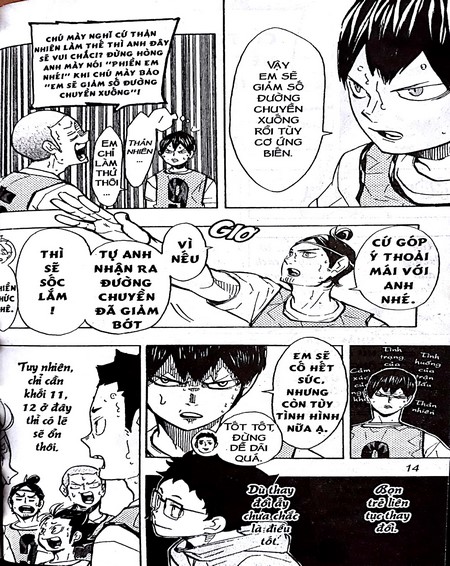 VẬY
EM SẼ
GIẢM SỐ
ĐƯỜNG
CHUYỀN
XUỐNG
RỒI TÙY
CƠ ỨNG
BIẾN.
CHÚ MÀY NGHĨ CỨ THẢN
NHIÊN LÀM THẾ THÌ ANH ĐÂY
SẼ VUI CHẮC!? ĐỪNG HÒNG
ANH MÀY NÓI "PHIỀN EM
NHÉ!" KHI CHÚ MÀY BẢO
"EM SẼ GIẢM SỐ ĐƯỜNG
CHUYỀN XUỐNG"!
THẢN
NHIÊN...
EM
CHỈ
LÀM
THỬ
THÔI...
CỨ GÓP
Ý THOẢI
MÁI VỚI
ANH
NHÉ.
Giơ
VÌ
NẾU
TỰ ANH
NHẬN RA
ĐƯỜNG
CHUYỀN
ĐÃ GIẢM
BỚT
THÌ
SẼ
SỐC
LẮM
!
Thản nhiên
EM SẼ
CỐ HẾT
SỨC.
NHƯNG
CÒN TÙY
TÌNH HÌNH
NỮA Ạ.
TỐT TỐT,
ĐỪNG
DỄ DÃI
QUÁ.
14
Tuy nhiên,
chỉ cần
khối 11,
12 ở đây
thì có lẽ
sẽ ổn
thôi.
Bọn
trẻ liên
tục thay
đổi.
Dù thay
đổi ấy
chưa chắc
là điều
tốt.